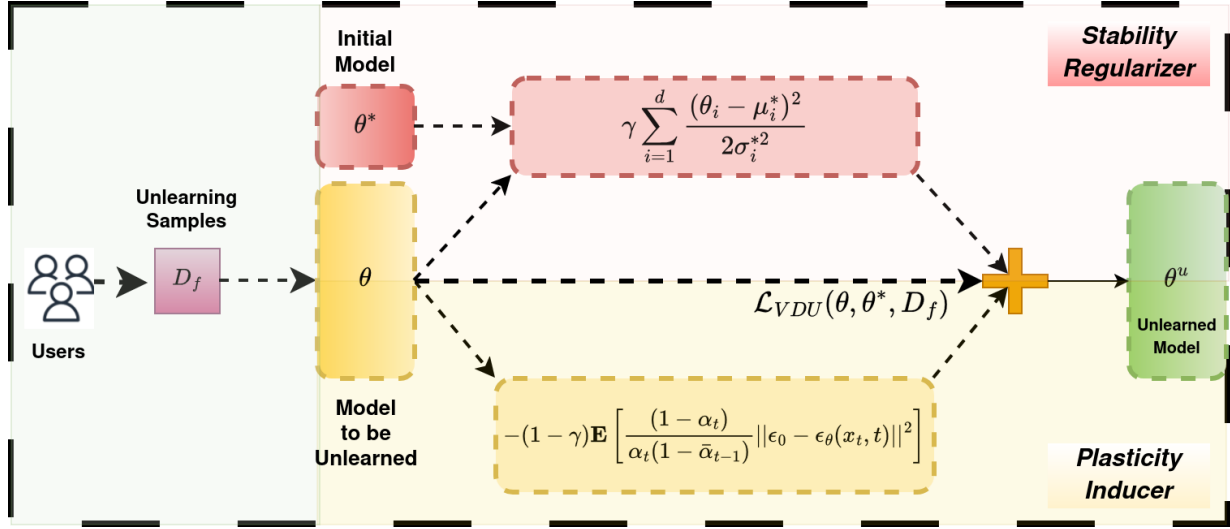 Stability
Regularizer
Initial
Model
θ*
γ∑_{i=1}^{d} (θ_i − μ_i^*)^2 / 2σ_i^{*2}
Unlearning
Samples
D_f
Users
θ
Model
to be
Unlearned
𝓛_{VDU}(θ, θ*, D_f)
θ^u
Unlearned
Model
−(1 − γ)𝐄[(1 − α_t) / α_t(1 − ᾱ_{t−1}) ||ϵ_0 − ϵ_θ(x_t, t)||^2]
Plasticity
Inducer